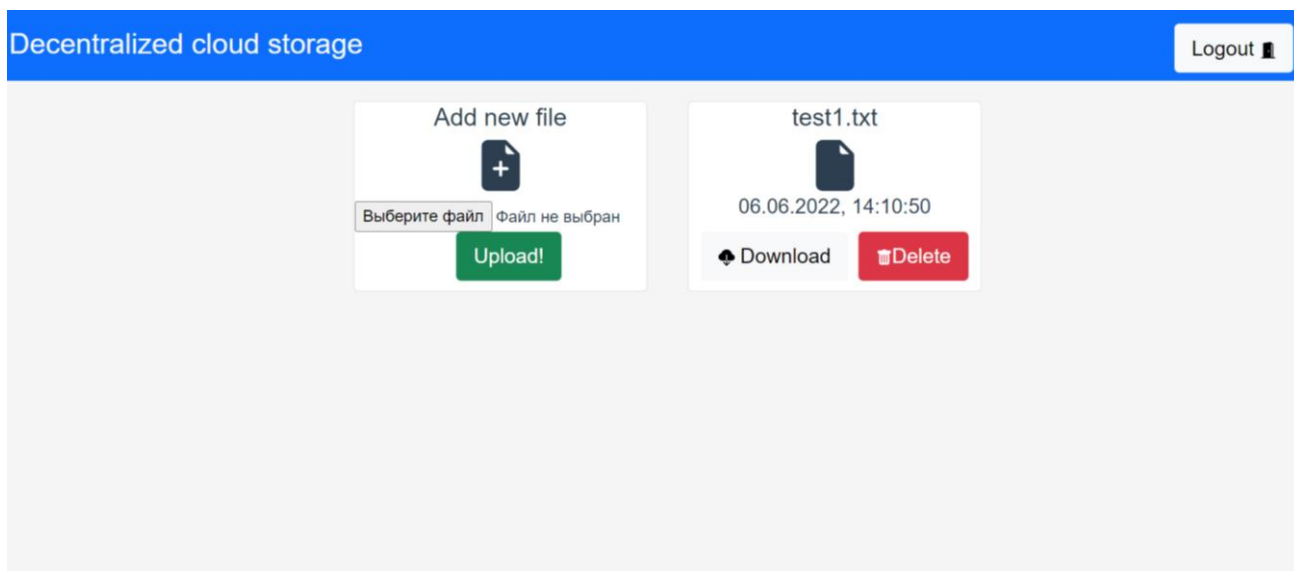 Decentralized cloud storage
Logout
Add new file
Выберите файл Файл не выбран
Upload!
test1.txt
06.06.2022, 14:10:50
Download Delete